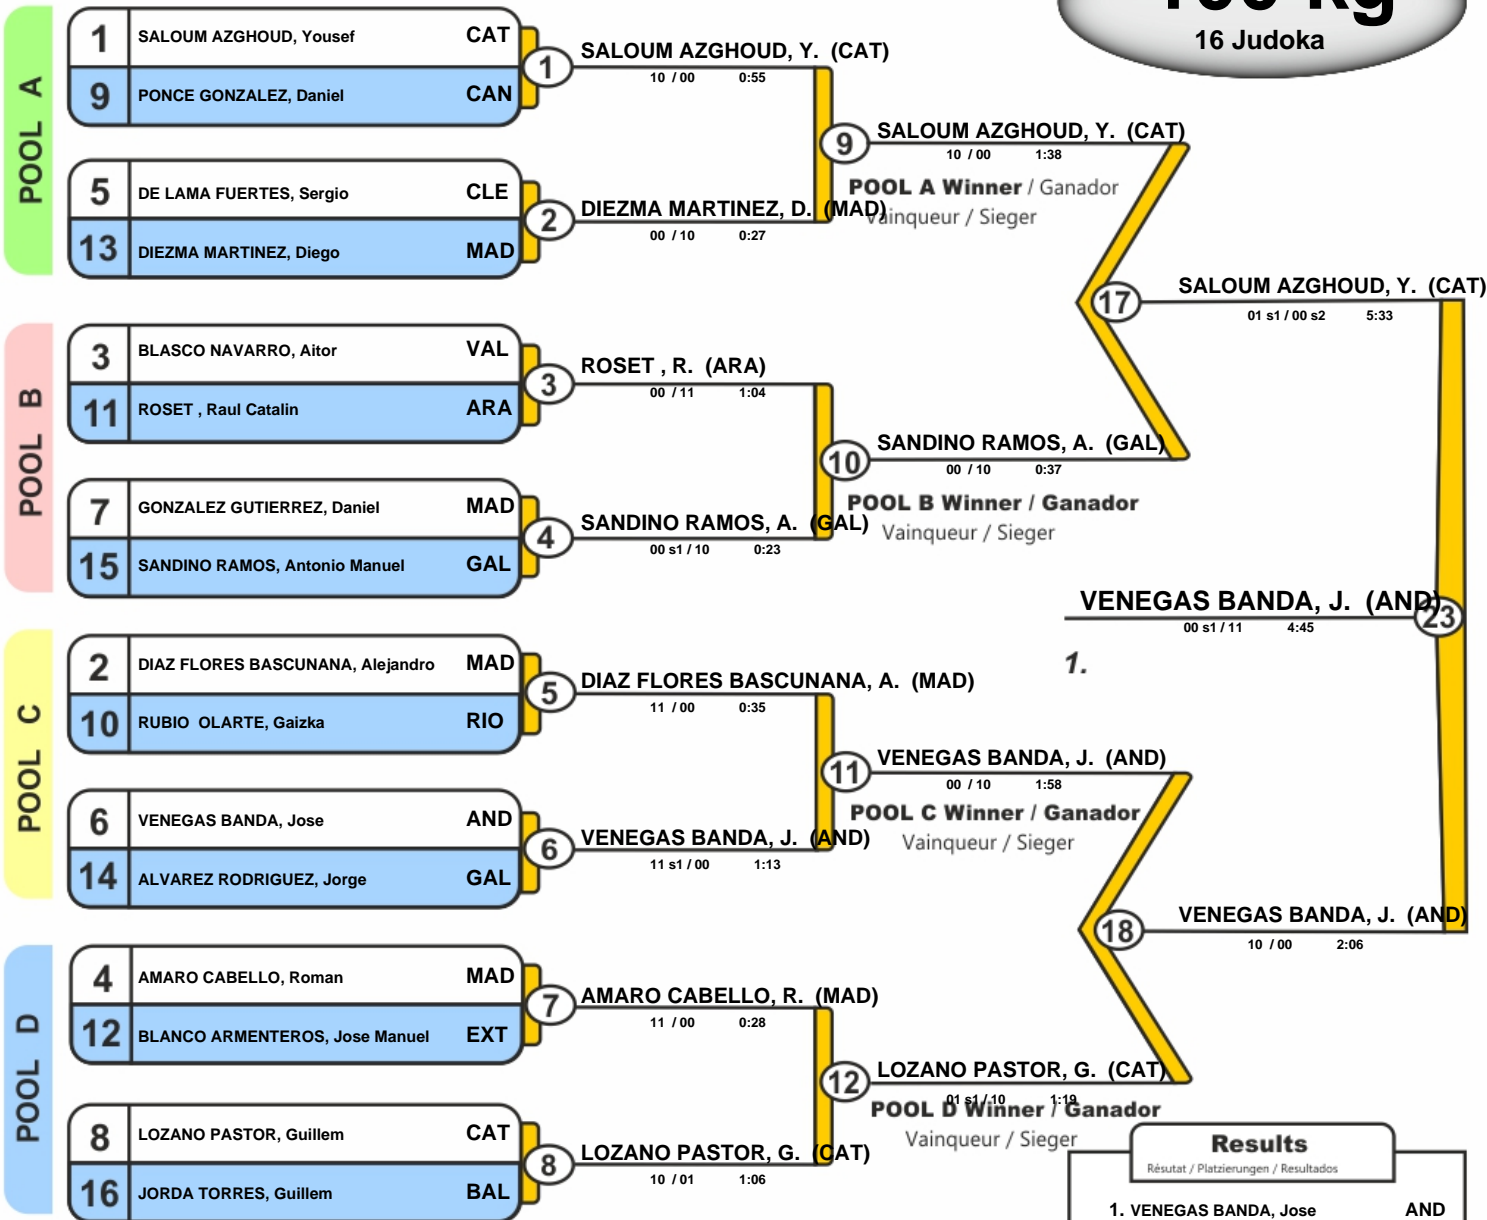 16 Judoka
POOL A
1 SALOUM AZGHOUD, Yousef CAT
9 PONCE GONZALEZ, Daniel CAN
1
SALOUM AZGHOUD, Y. (CAT)
10 / 00 0:55
5 DE LAMA FUERTES, Sergio CLE
13 DIEZMA MARTINEZ, Diego MAD
2
DIEZMA MARTINEZ, D. (MAD)
00 / 10 0:27
9
SALOUM AZGHOUD, Y. (CAT)
10 / 00 1:38
POOL A Winner / Ganador
Vainqueur / Sieger
POOL B
3 BLASCO NAVARRO, Aitor VAL
11 ROSET , Raul Catalin ARA
3
ROSET , R. (ARA)
00 / 11 1:04
7 GONZALEZ GUTIERREZ, Daniel MAD
15 SANDINO RAMOS, Antonio Manuel GAL
4
SANDINO RAMOS, A. (GAL)
00 s1 / 10 0:23
10
SANDINO RAMOS, A. (GAL)
00 / 10 0:37
POOL B Winner / Ganador
Vainqueur / Sieger
17
SALOUM AZGHOUD, Y. (CAT)
01 s1 / 00 s2 5:33
POOL C
2 DIAZ FLORES BASCUNANA, Alejandro MAD
10 RUBIO OLARTE, Gaizka RIO
5
DIAZ FLORES BASCUNANA, A. (MAD)
11 / 00 0:35
6 VENEGAS BANDA, Jose AND
14 ALVAREZ RODRIGUEZ, Jorge GAL
6
VENEGAS BANDA, J. (AND)
11 s1 / 00 1:13
11
VENEGAS BANDA, J. (AND)
00 / 10 1:58
POOL C Winner / Ganador
Vainqueur / Sieger
POOL D
4 AMARO CABELLO, Roman MAD
12 BLANCO ARMENTEROS, Jose Manuel EXT
7
AMARO CABELLO, R. (MAD)
11 / 00 0:28
8 LOZANO PASTOR, Guillem CAT
16 JORDA TORRES, Guillem BAL
8
LOZANO PASTOR, G. (CAT)
10 / 01 1:06
12
LOZANO PASTOR, G. (CAT)
01 s1 / 10 1:19
POOL D Winner / Ganador
Vainqueur / Sieger
18
VENEGAS BANDA, J. (AND)
10 / 00 2:06
VENEGAS BANDA, J. (AND)
23
00 s1 / 11 4:45
1.
Results
Résutat / Platzierungen / Resultados
1. VENEGAS BANDA, Jose AND